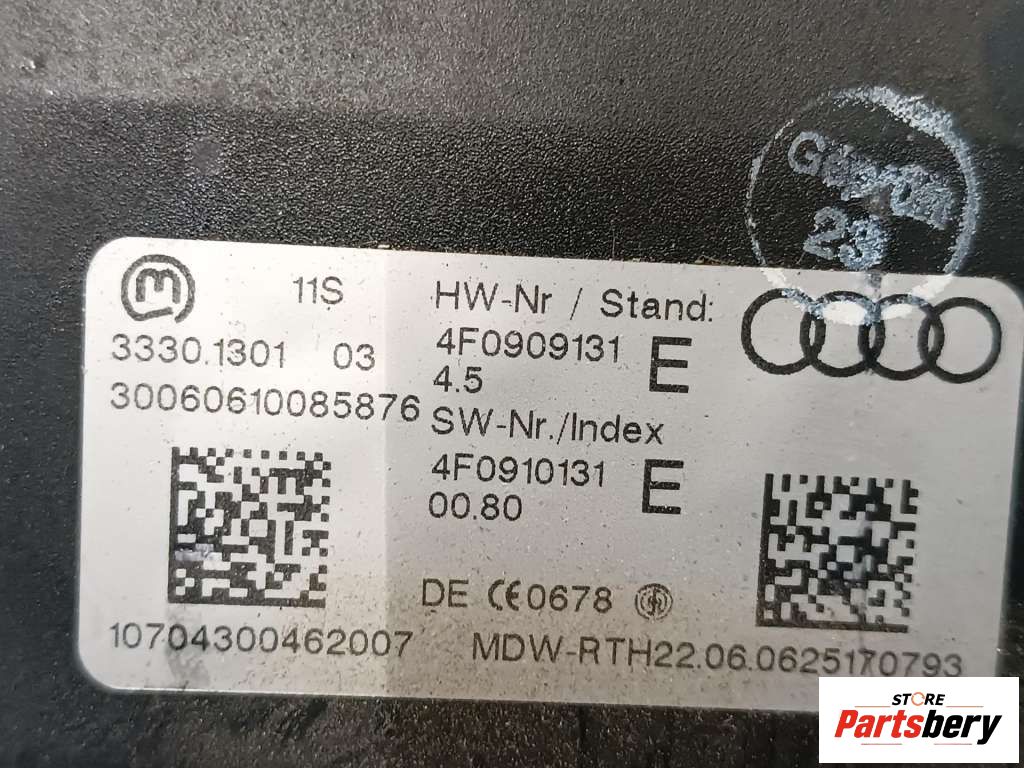 Geprüft
23
m
11S
3330.1301 03
30060610085876
HW-Nr / Stand:
4F0909131 E
4.5
SW-Nr./Index
4F0910131 E
00.80
DE CE0678
10704300462007
MDW-RTH22.06.0625170793
STORE
Partsbery